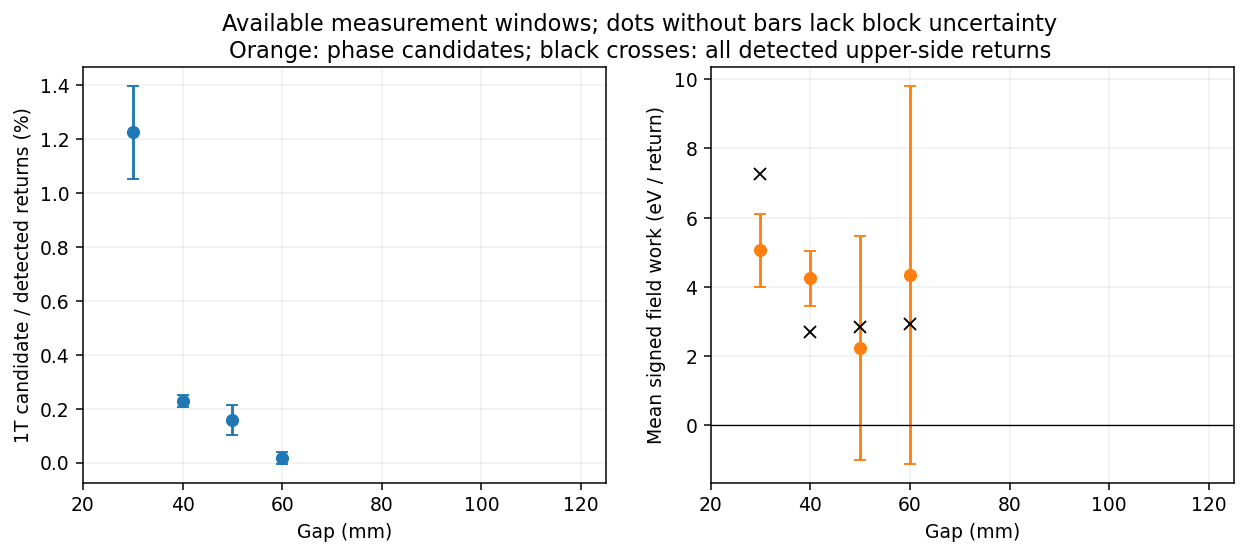 Available measurement windows; dots without bars lack block uncertainty
Orange: phase candidates; black crosses: all detected upper-side returns
1T candidate / detected returns (%)
1.4
1.2
1.0
0.8
0.6
0.4
0.2
0.0
20 40 60 80 100 120
Gap (mm)
Mean signed field work (eV / return)
10
8
6
4
2
0
20 40 60 80 100 120
Gap (mm)